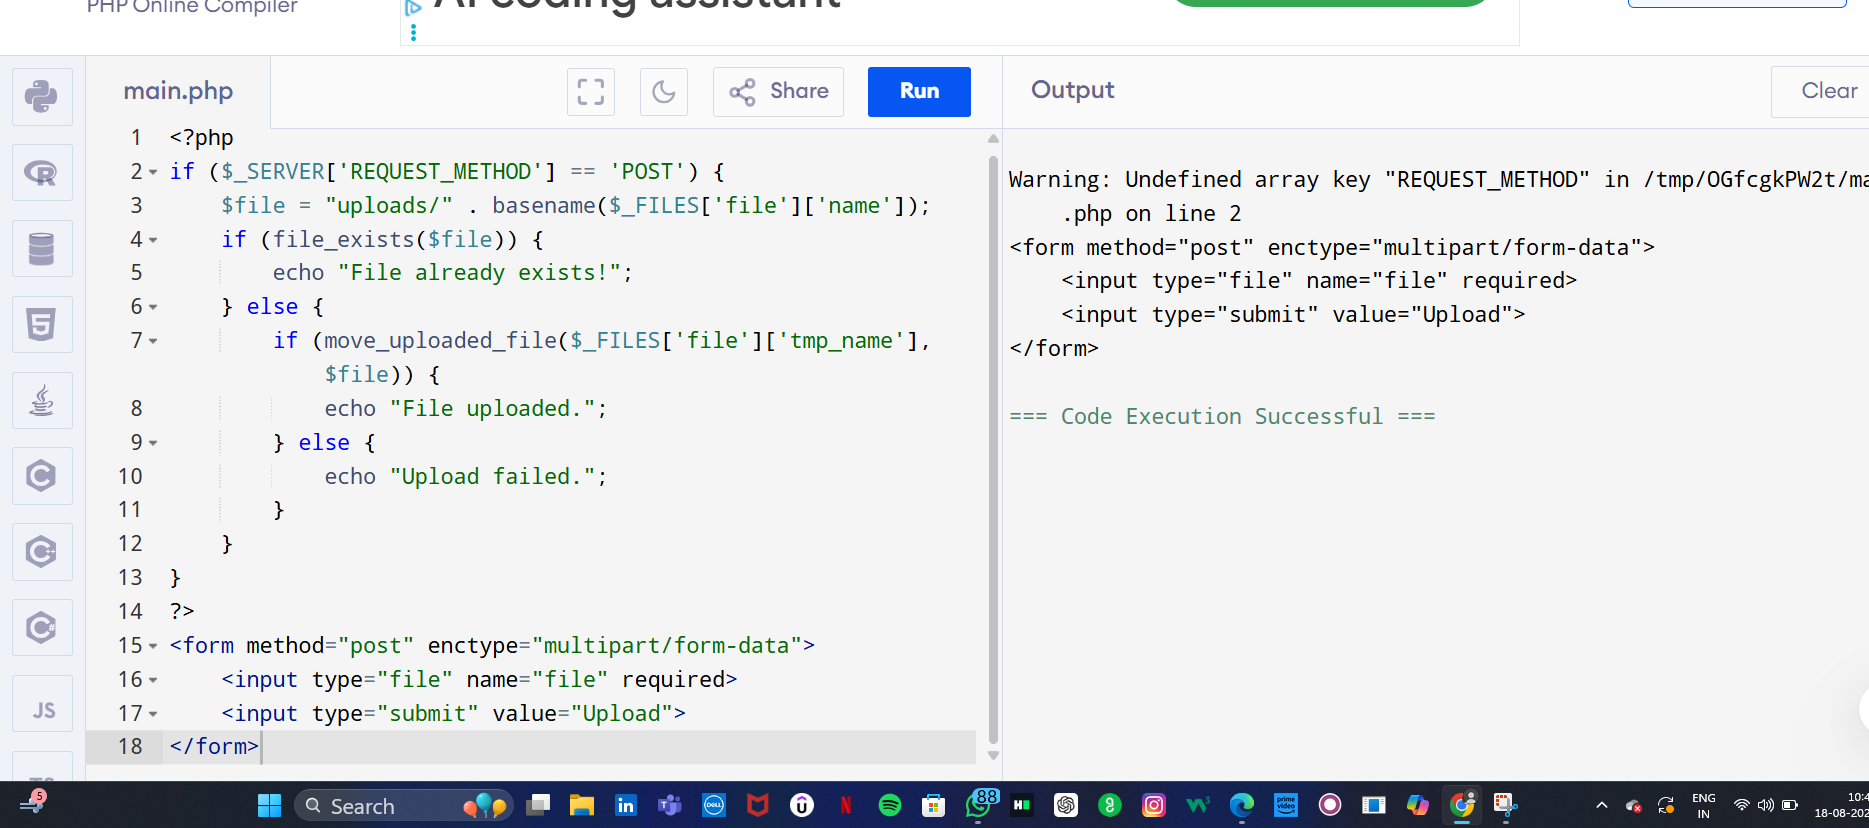 PHP Online Compiler
AI coding assistant
main.php
Share
Run
Output
Clear
1 <?php
2 if ($_SERVER['REQUEST_METHOD'] == 'POST') {
3     $file = "uploads/" . basename($_FILES['file']['name']);
4     if (file_exists($file)) {
5         echo "File already exists!";
6     } else {
7         if (move_uploaded_file($_FILES['file']['tmp_name'],
            $file)) {
8             echo "File uploaded.";
9         } else {
10             echo "Upload failed.";
11         }
12     }
13 }
14 ?>
15 <form method="post" enctype="multipart/form-data">
16     <input type="file" name="file" required>
17     <input type="submit" value="Upload">
18 </form>
Warning: Undefined array key "REQUEST_METHOD" in /tmp/OGfcgkPW2t/ma
    .php on line 2
<form method="post" enctype="multipart/form-data">
    <input type="file" name="file" required>
    <input type="submit" value="Upload">
</form>
=== Code Execution Successful ===
JS
TS
5
Search
88
ENG
IN
10:4
18-08-202